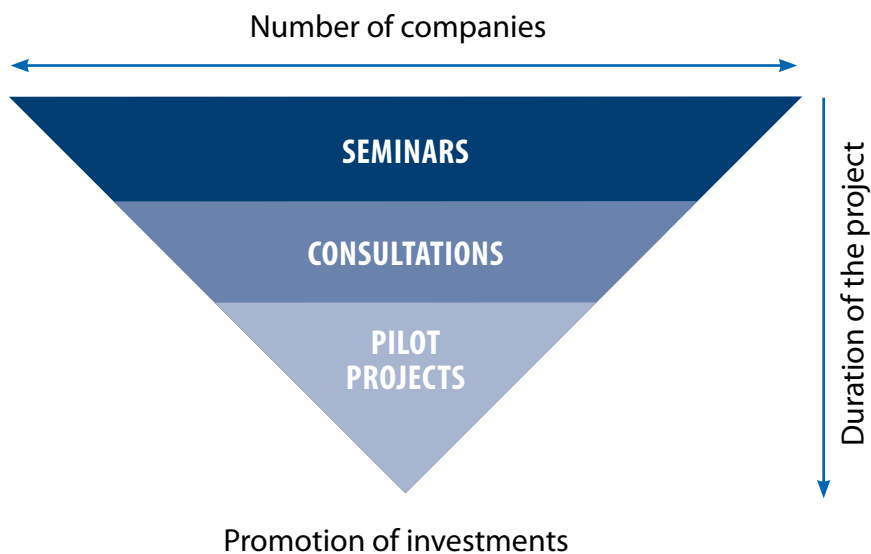 Number of companies
SEMINARS
CONSULTATIONS
PILOT
PROJECTS
Duration of the project
Promotion of investments